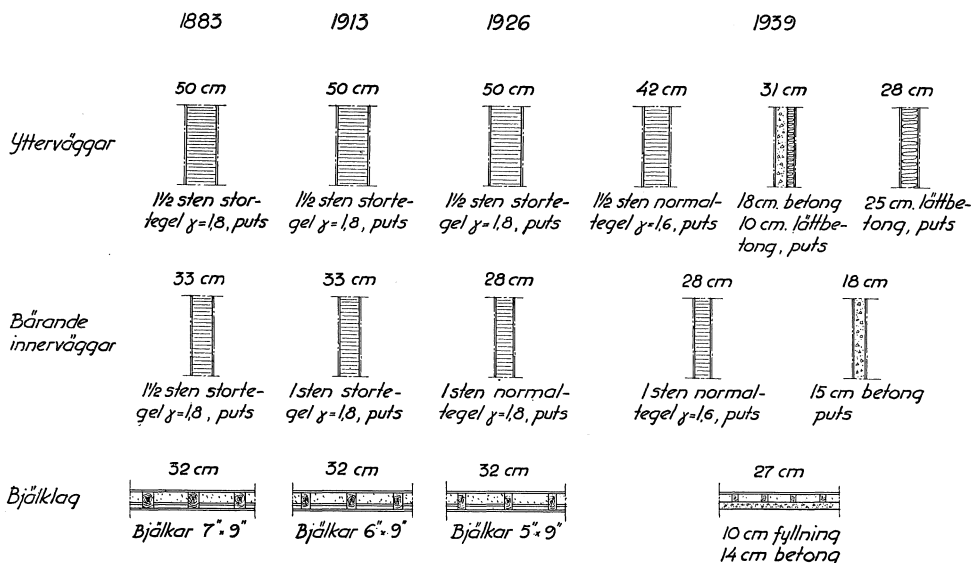 1883 1913 1926 1939
50 cm 50 cm 50 cm 42 cm 31 cm 28 cm
Ytterväggar
1½ sten stor-
tegel γ=1,8, puts
1½ sten storte-
gel γ=1,8, puts
1½ sten storte-
gel γ=1,8, puts
1½ sten normal-
tegel γ=1,6, puts
18 cm. betong
10 cm. lättbe-
tong, puts
25 cm. lättbe-
tong, puts
33 cm 33 cm 28 cm 28 cm 18 cm
Bärande
innerväggar
1½ sten storte-
gel γ=1,8, puts
1 sten storte-
gel γ=1,8, puts
1 sten normal-
tegel γ=1,8, puts
1 sten normal-
tegel γ=1,6, puts
15 cm betong
puts
32 cm 32 cm 32 cm 27 cm
Bjälklag
Bjälkar 7"×9"
Bjälkar 6"×9"
Bjälkar 5"×9"
10 cm fyllning
14 cm betong